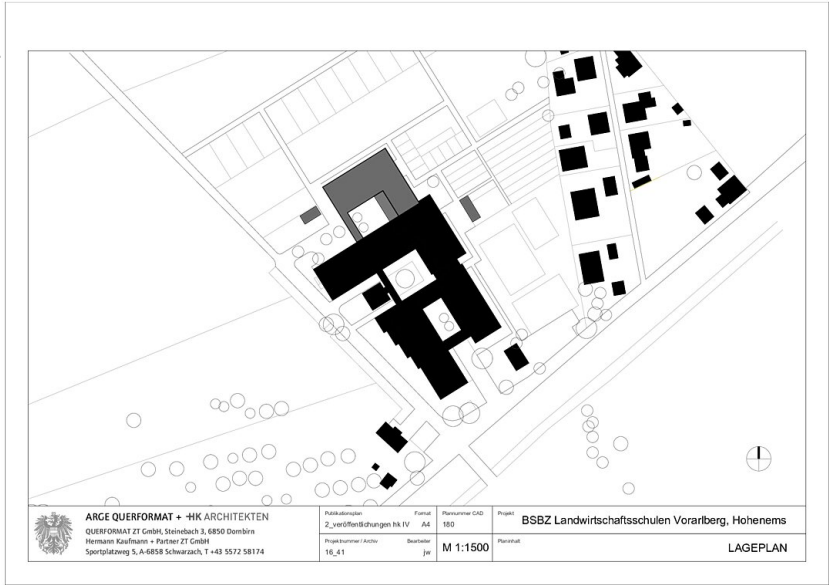 ARGE QUERFORMAT + HK ARCHITEKTEN
QUERFORMAT ZT GmbH, Steinebach 3, 6850 Dornbirn
Hermann Kaufmann + Partner ZT GmbH
Sportplatzweg 5, A-6858 Schwarzach, T +43 5572 58174
Publikationsplan Format
2_veröffentlichungen hk IV A4
Projektnummer / Archiv Bearbeiter
16_41 jw
Plannummer CAD
180
M 1:1500
Projekt
BSBZ Landwirtschaftsschulen Vorarlberg, Hohenems
Planinhalt
LAGEPLAN